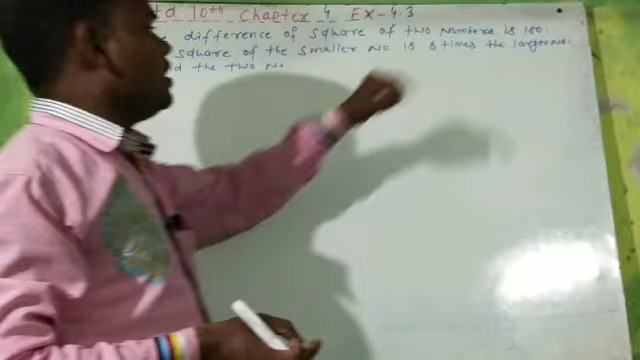 td 10th Chapter 4 Ex-4.3
difference of square of two numbers is 180.
square of the smaller No is 8 times the larger No.
d the two No.